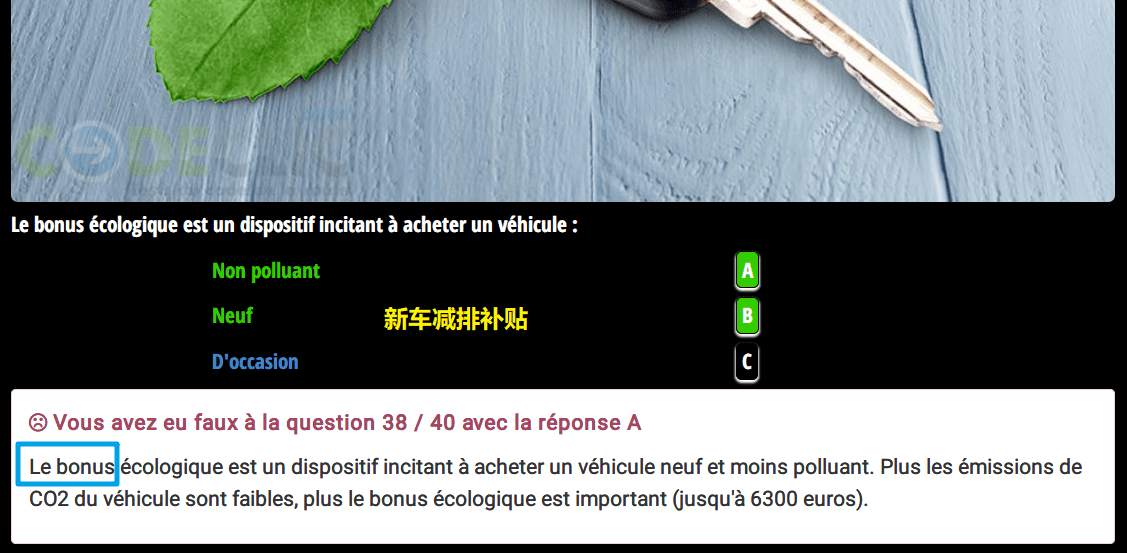 CODECLIC
Le bonus écologique est un dispositif incitant à acheter un véhicule :
Non polluant A
Neuf 新车减排补贴 B
D'occasion C
Vous avez eu faux à la question 38 / 40 avec la réponse A
Le bonus écologique est un dispositif incitant à acheter un véhicule neuf et moins polluant. Plus les émissions de
CO2 du véhicule sont faibles, plus le bonus écologique est important (jusqu'à 6300 euros).